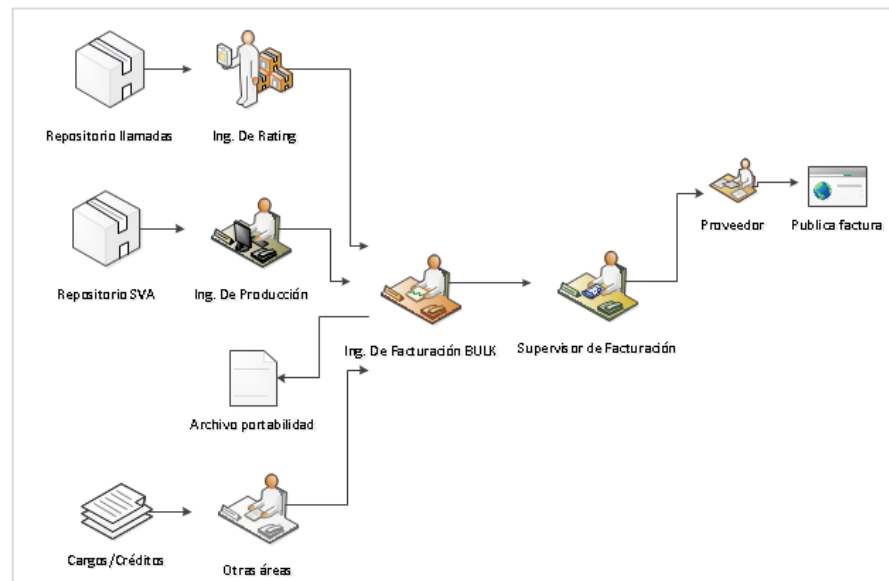 Repositorio llamadas
Ing. De Rating
Proveedor
Publica factura
Repositorio SVA
Ing. De Producción
Ing. De Facturación BULK
Supervisor de Facturación
Archivo portabilidad
Cargos/Créditos
Otras áreas